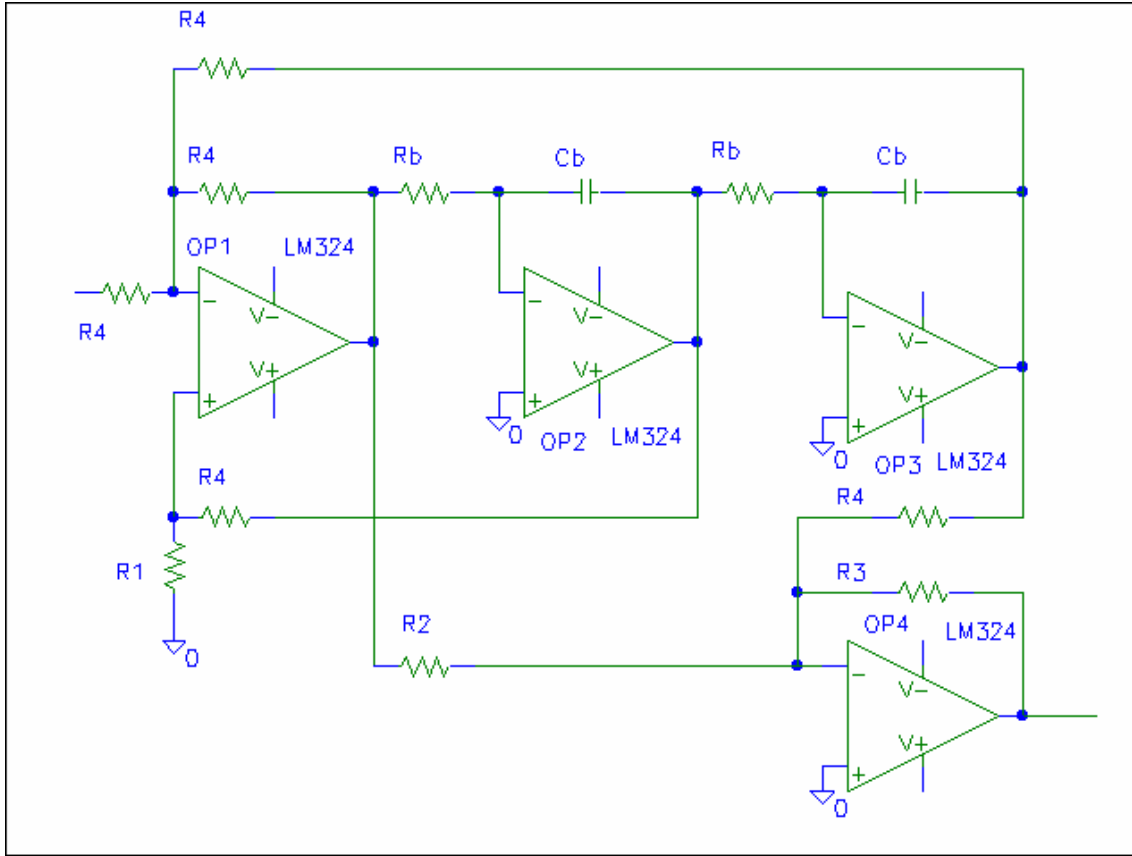 R4
R4
Rb
Cb
Rb
Cb
OP1
LM324
−
V−
V+
+
R4
−
V−
V+
+
0
OP2
LM324
−
V−
V+
+
0
OP3
LM324
R4
R4
R1
0
R3
R2
OP4
LM324
−
V−
V+
+
0